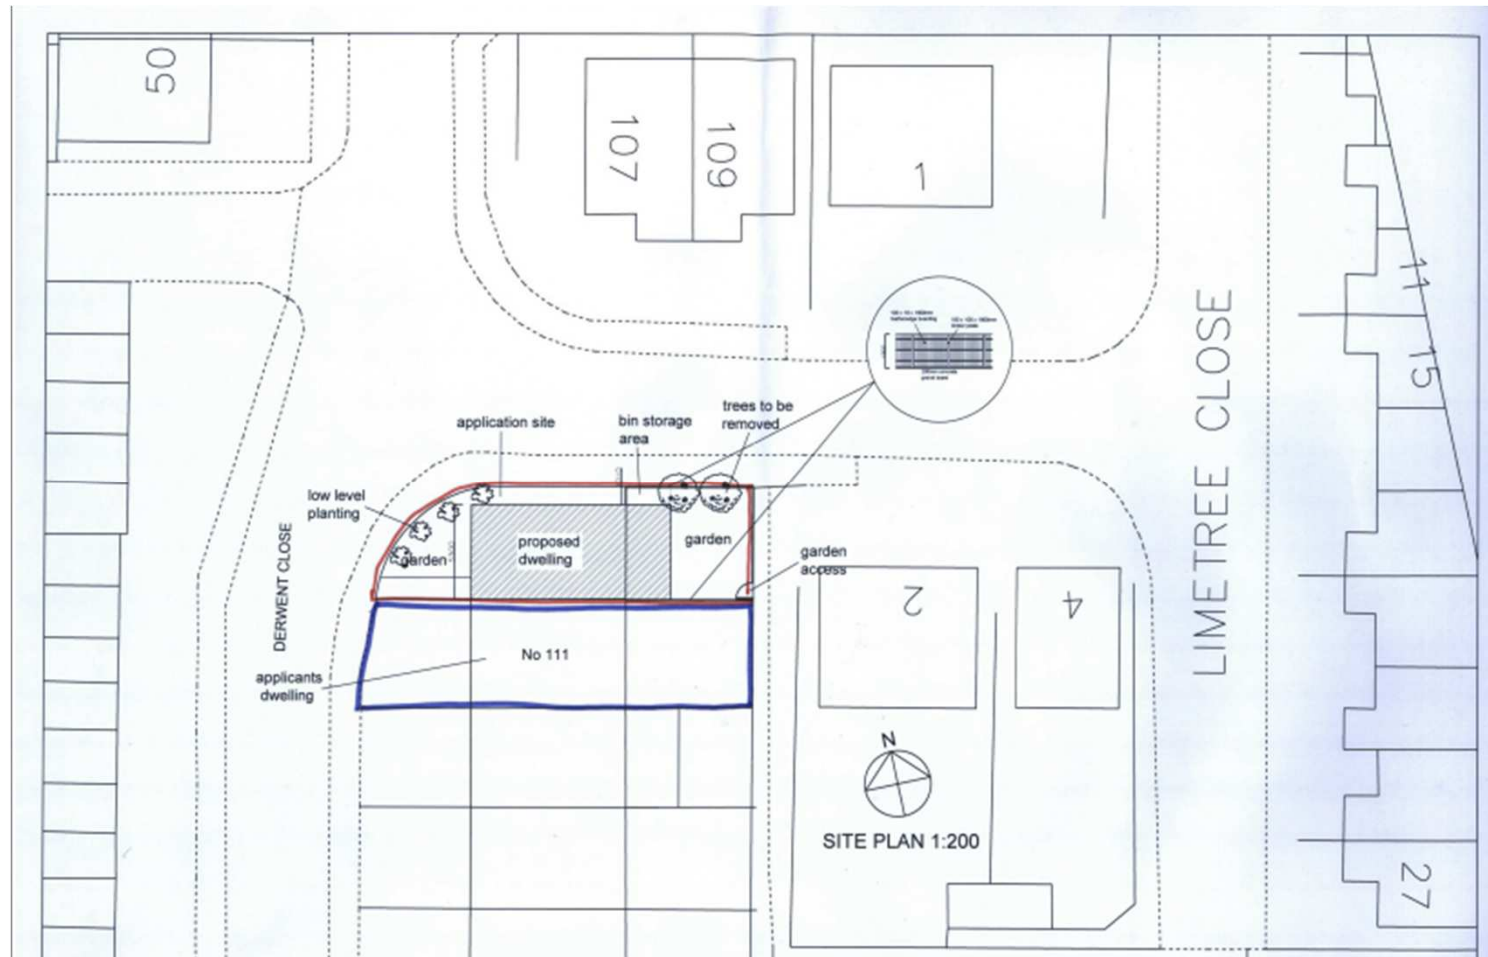 50
107
109
1
11
15
LIMETREE CLOSE
application site
bin storage
area
trees to be
removed
low level
planting
garden
proposed
dwelling
garden
garden
access
DERWENT CLOSE
No 111
applicants
dwelling
2
4
N
SITE PLAN 1:200
27